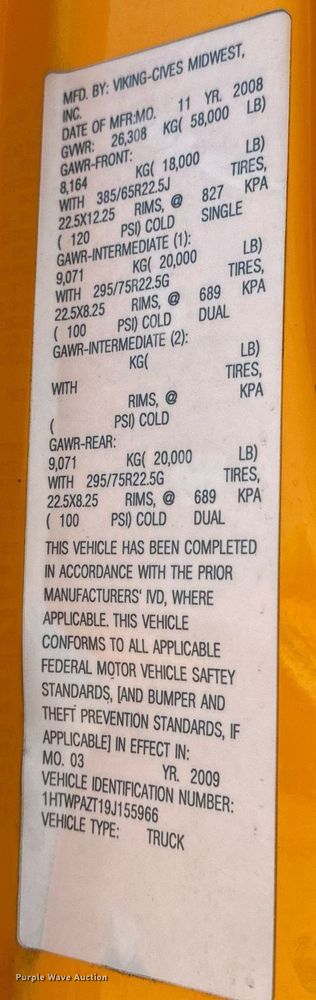 MFD. BY: VIKING-CIVES MIDWEST,
INC.
DATE OF MFR:MO. 11 YR. 2008
GVWR: 26,308 KG( 58,000 LB)
GAWR-FRONT:
8,164 KG( 18,000 LB)
WITH 385/65R22.5J TIRES,
22.5X12.25 RIMS, @ 827 KPA
( 120 PSI) COLD SINGLE
GAWR-INTERMEDIATE (1):
9,071 KG( 20,000 LB)
WITH 295/75R22.5G TIRES,
22.5X8.25 RIMS, @ 689 KPA
( 100 PSI) COLD DUAL
GAWR-INTERMEDIATE (2):
KG( LB)
WITH TIRES,
RIMS, @ KPA
( PSI) COLD
GAWR-REAR:
9,071 KG( 20,000 LB)
WITH 295/75R22.5G TIRES,
22.5X8.25 RIMS, @ 689 KPA
( 100 PSI) COLD DUAL
THIS VEHICLE HAS BEEN COMPLETED
IN ACCORDANCE WITH THE PRIOR
MANUFACTURERS' IVD, WHERE
APPLICABLE. THIS VEHICLE
CONFORMS TO ALL APPLICABLE
FEDERAL MOTOR VEHICLE SAFTEY
STANDARDS, [AND BUMPER AND
THEFT PREVENTION STANDARDS, IF
APPLICABLE] IN EFFECT IN:
MO. 03 YR. 2009
VEHICLE IDENTIFICATION NUMBER:
1HTWPAZT19J155966
VEHICLE TYPE: TRUCK
Purple Wave Auction